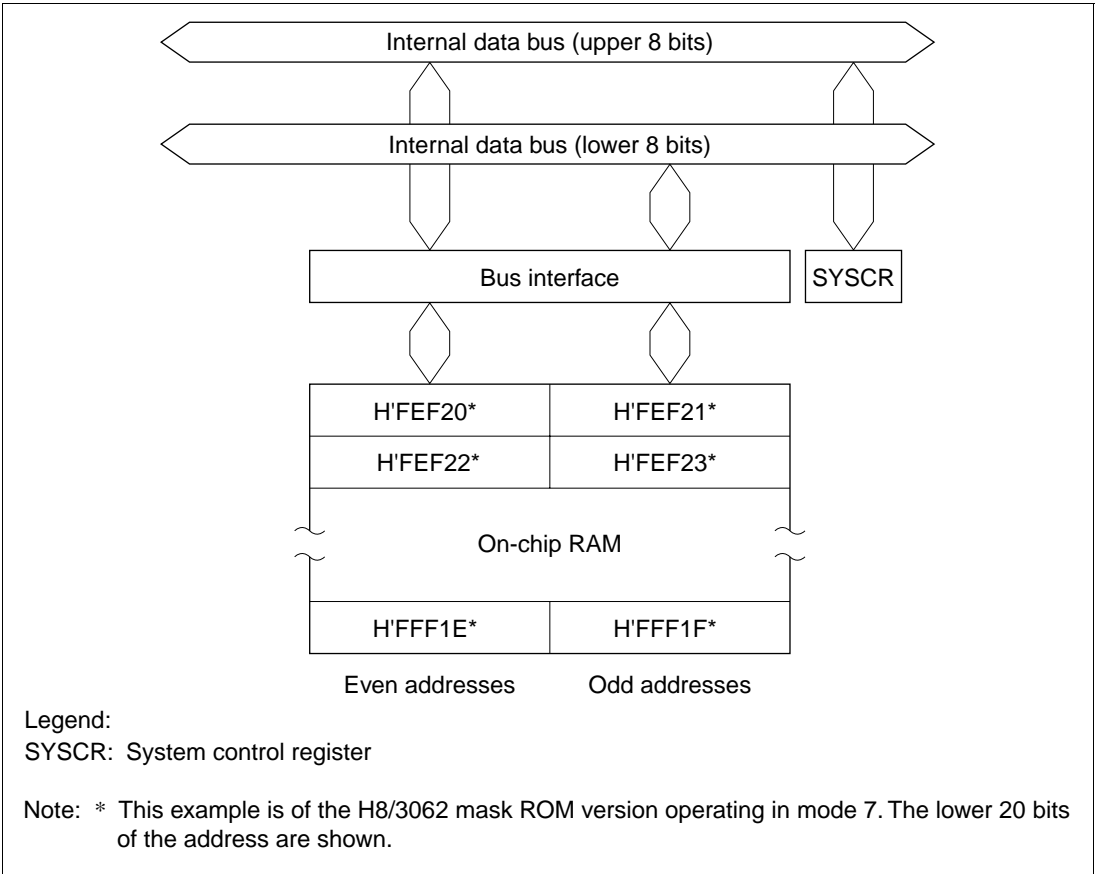 Internal data bus (upper 8 bits)
Internal data bus (lower 8 bits)
Bus interface
SYSCR
H'FEF20*
H'FEF21*
H'FEF22*
H'FEF23*
On-chip RAM
H'FFF1E*
H'FFF1F*
Even addresses
Odd addresses
Legend:
SYSCR: System control register
Note: * This example is of the H8/3062 mask ROM version operating in mode 7. The lower 20 bits
of the address are shown.